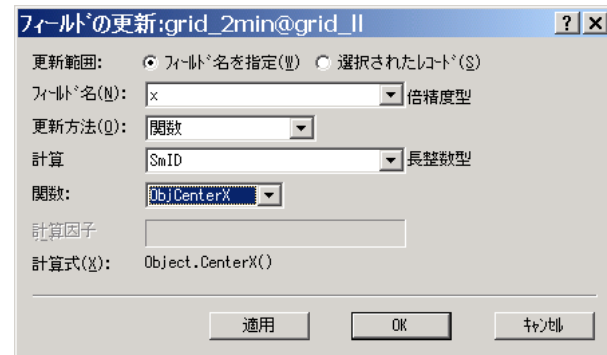 フィールドの更新:grid_2min@grid_ll
更新範囲: フィールド名を指定(W) 選択されたレコード(S)
フィールド名(N): x 倍精度型
更新方法(O): 関数
計算 SmID 長整数型
関数: ObjCenterX
計算因子
計算式(X): Object.CenterX()
適用 OK キャンセル